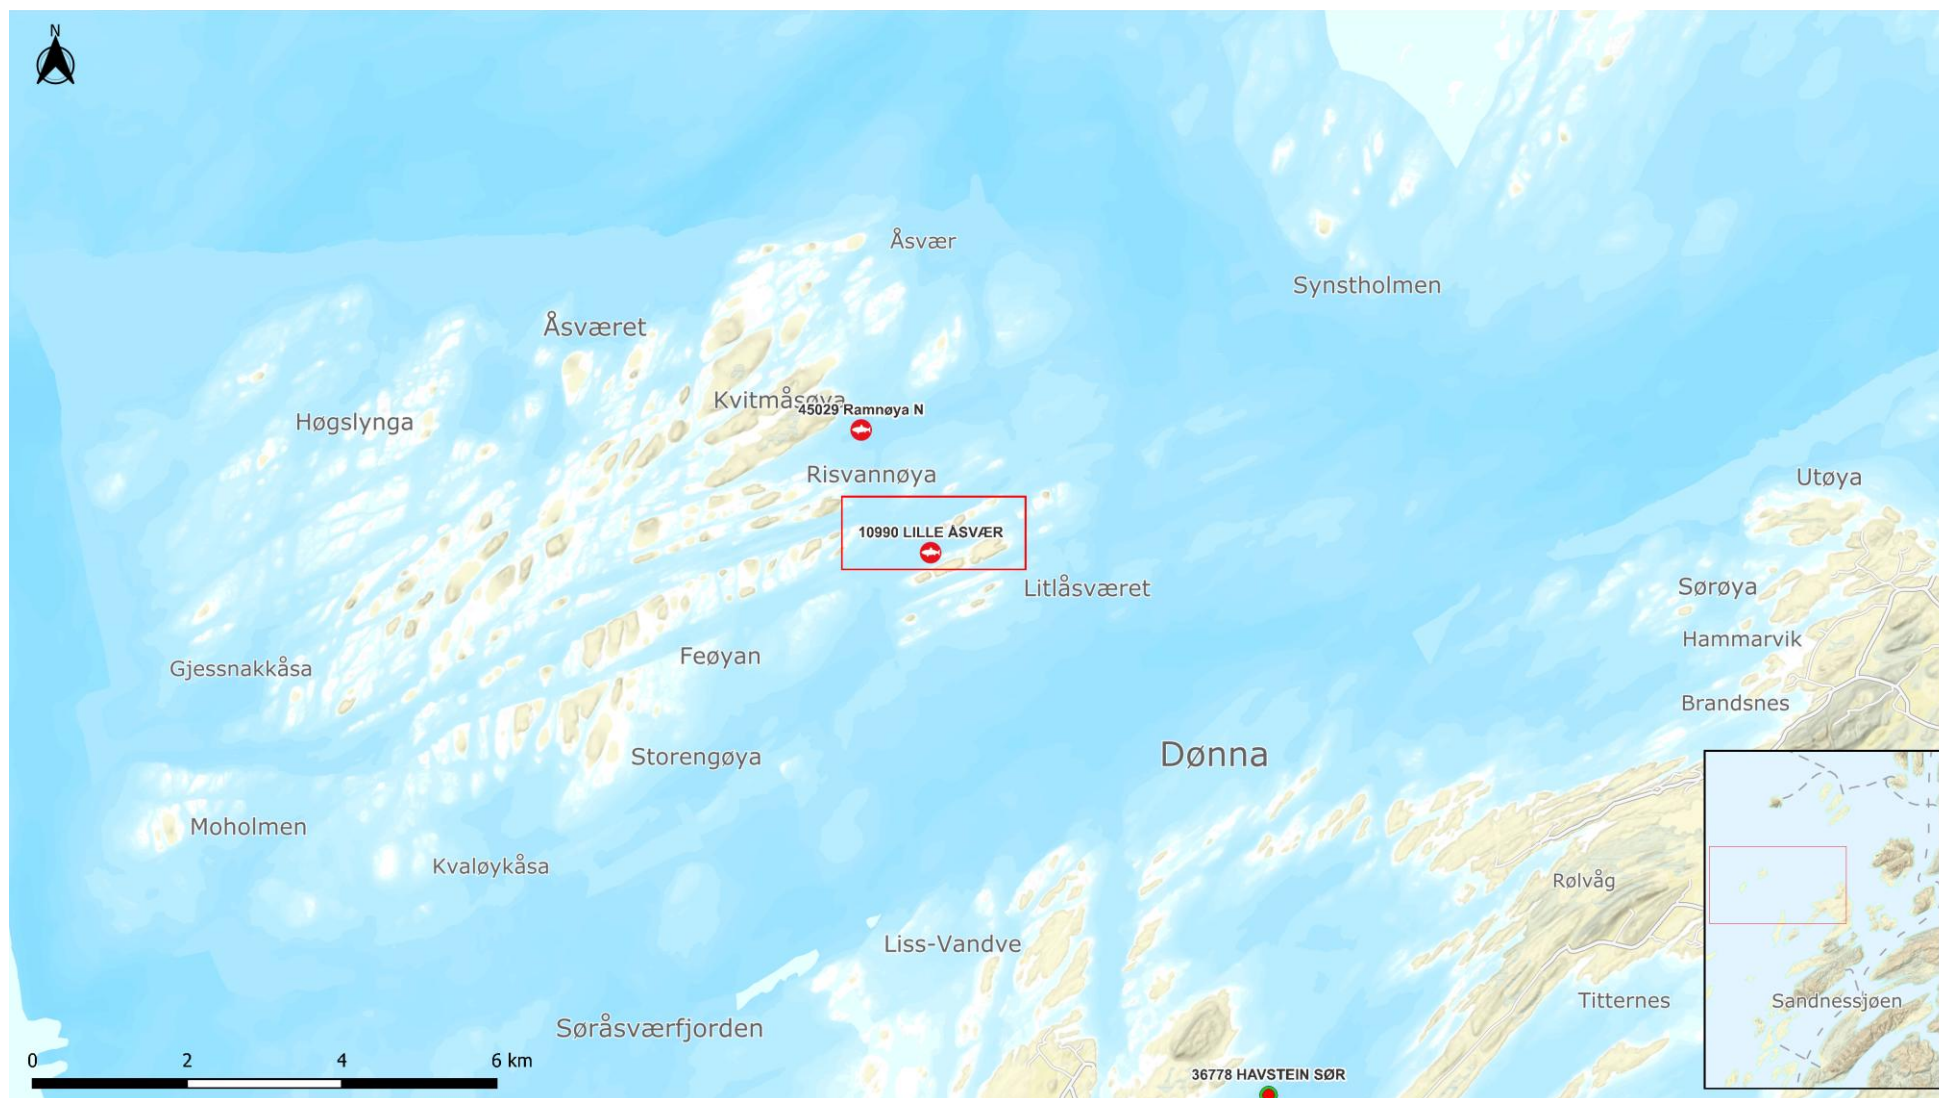 N
Åsvær
Synstholmen
Åsværet
Kvitmåsøya
45029 Ramnøya N
Høgslynga
Risvannøya
Utøya
10990 LILLE ÅSVÆR
Litlåsværet
Sørøya
Hammarvik
Feøyan
Gjessnakkåsa
Brandsnes
Dønna
Storengøya
Moholmen
Kvaløykåsa
Rølvåg
Liss-Vandve
Titternes
Sandnessjøen
Søråsværfjorden
0 2 4 6 km
36778 HAVSTEIN SØR